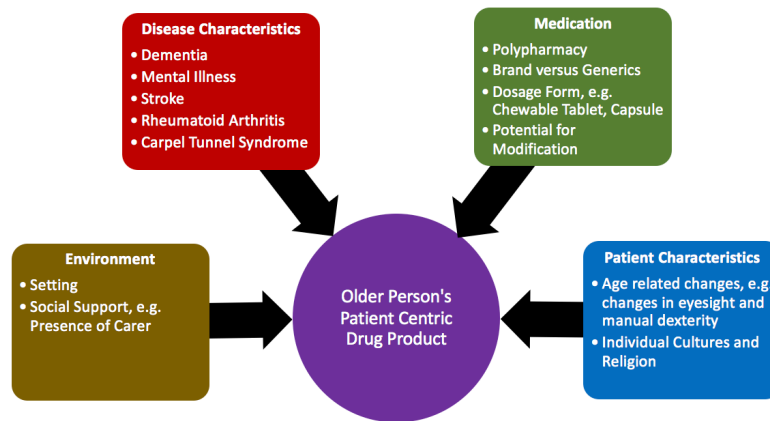 Disease Characteristics
• Dementia
• Mental Illness
• Stroke
• Rheumatoid Arthritis
• Carpel Tunnel Syndrome
Medication
• Polypharmacy
• Brand versus Generics
• Dosage Form, e.g.
Chewable Tablet, Capsule
• Potential for
Modification
Environment
• Setting
• Social Support, e.g.
Presence of Carer
Older Person's
Patient Centric
Drug Product
Patient Characteristics
• Age related changes, e.g
changes in eyesight and
manual dexterity
• Individual Cultures and
Religion